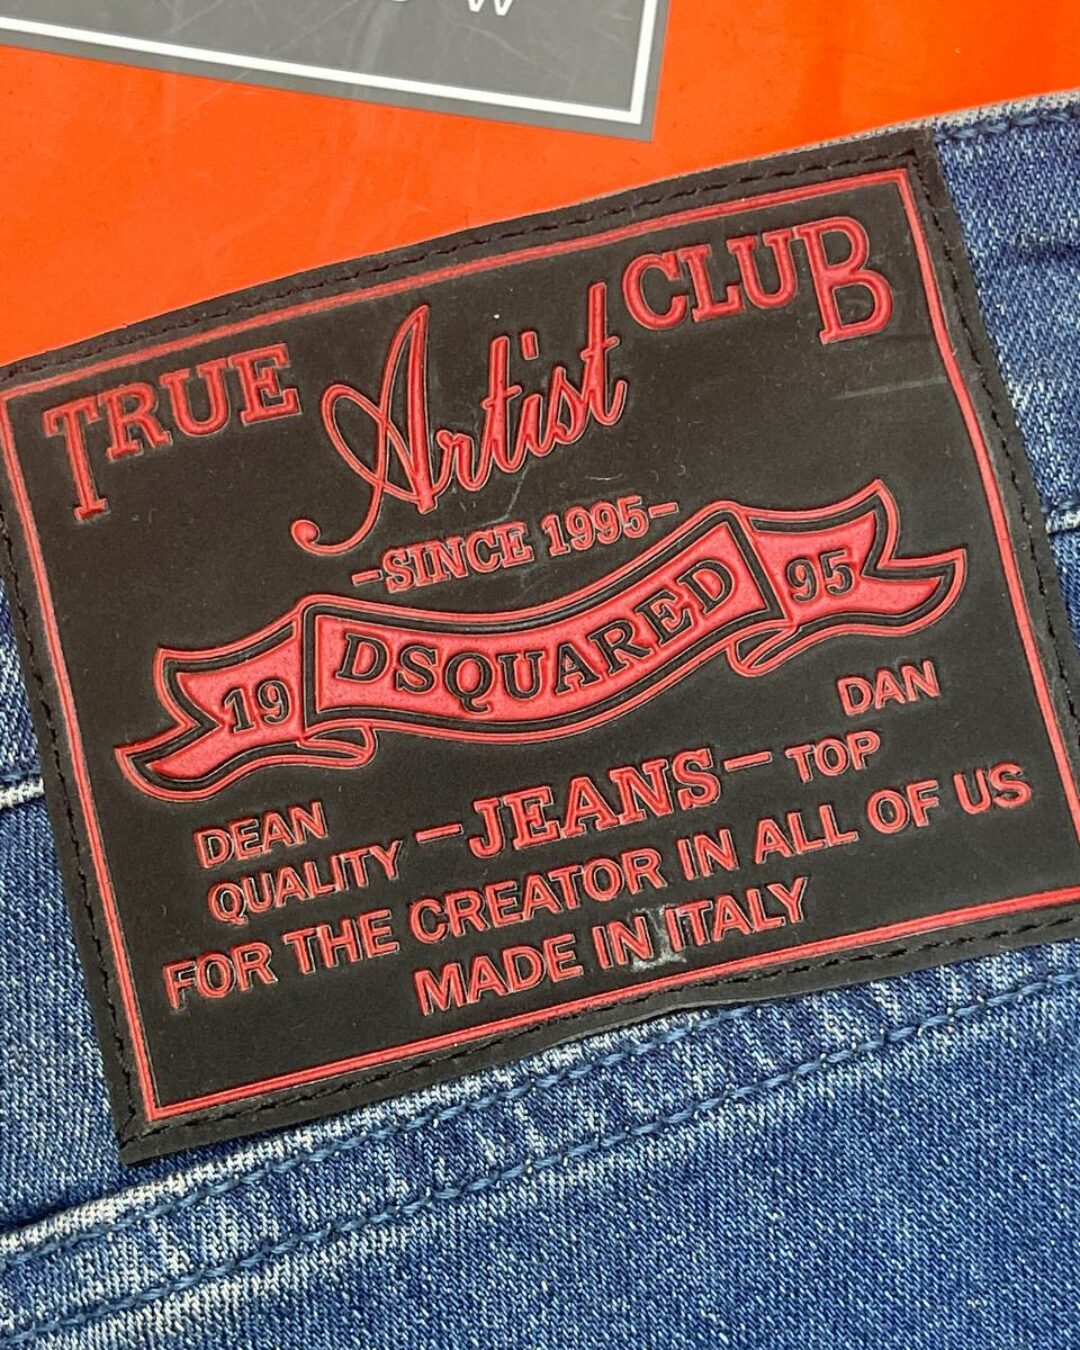 TRUE Artist CLUB
-SINCE 1995-
19 DSQUARED 95
DEAN DAN
QUALITY -JEANS- TOP
FOR THE CREATOR IN ALL OF US
MADE IN ITALY